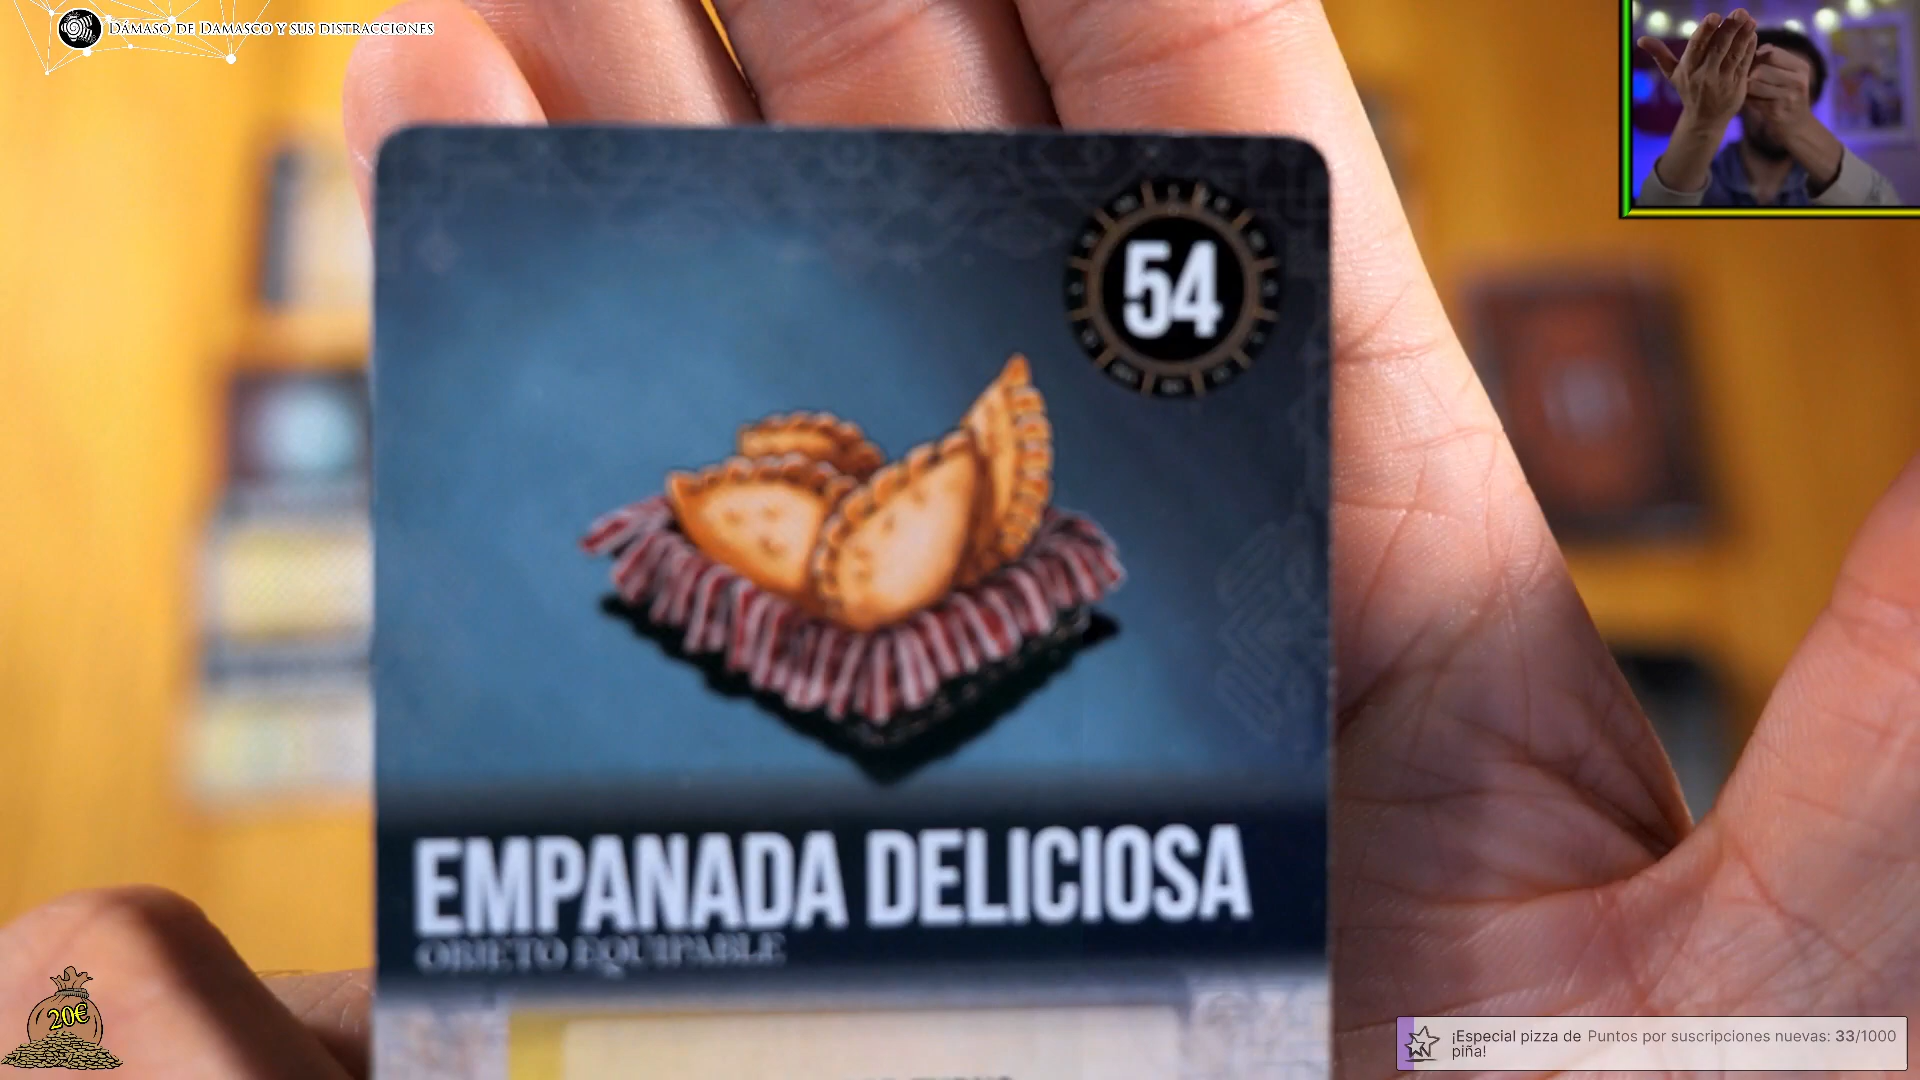 Dámaso de Damasco y sus distracciones
54
EMPANADA DELICIOSA
OBJETO EQUIPABLE
20€
¡Especial pizza de piña!
Puntos por suscripciones nuevas: 33/1000